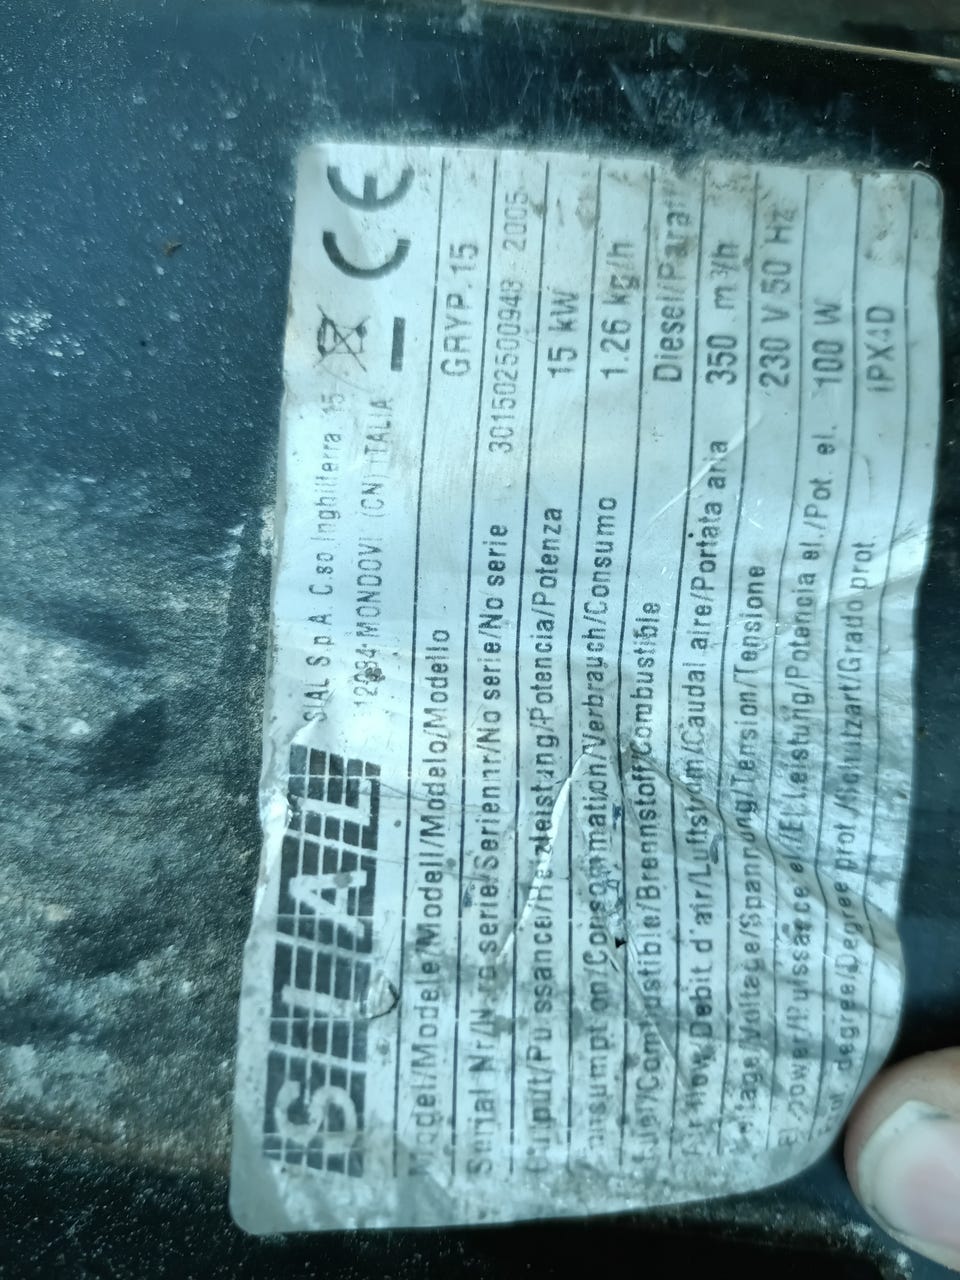 SIAL
SIAL S.p.A. C.so Inghilterra 15
12084 MONDOVI (CN) ITALIA
CE
Model/Modele/Modell/Modelo/Modello GRYP.15
Serial Nr/N-ro serie/Seriennr/No serie/No serie 301502500948 2005
Output/Puissance/Heizleistung/Potencia/Potenza 15 kW
Consumption/Consommation/Verbrauch/Consumo 1.26 kg/h
Fuel/Combustible/Brennstoff/Combustible Diesel/Paraf
Air flow/Debit d'air/Luftstrom/Caudal aire/Portata aria 350 m³/h
Voltage/Voltage/Spannung/Tension/Tensione 230 V/50 Hz
El.power/Puissance el/El.Leistung/Potencia el./Pot. el. 100 W
degree/Degree prot./Schutzart/Grado prot. IPX4D